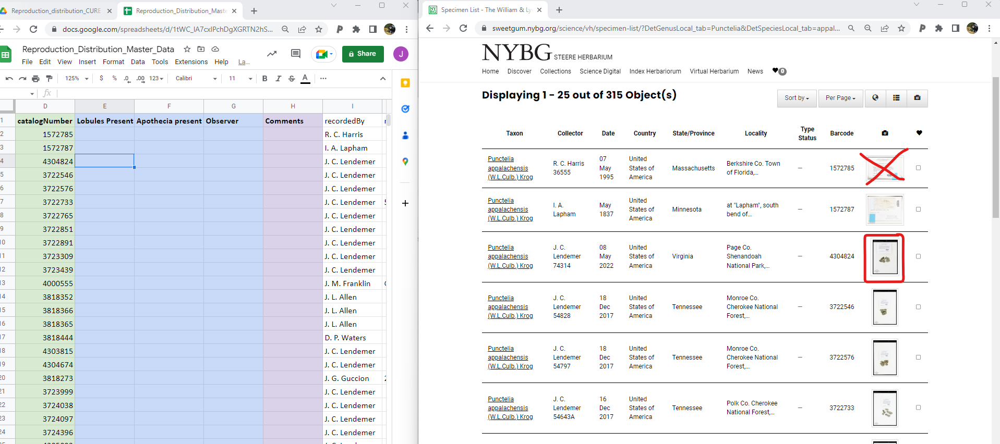 Reproduction_distribution_CURE
Reproduction_Distribution_Maste
docs.google.com/spreadsheets/d/1tWC_IA7cxIPchDgXGRTN2hS...
Reproduction_Distribution_Master_Data
Share
J
File Edit View Insert Format Data Tools Extensions Help La...
125% $ % .0 .00 123 Calibri 11 B I S A ...
fx
D E F G H I
1 catalogNumber Lobules Present Apothecia present Observer Comments recordedBy
2 1572785 R. C. Harris
3 1572787 I. A. Lapham
4 4304824 J. C. Lendemer
5 3722546 J. C. Lendemer
6 3722576 J. C. Lendemer
7 3722733 J. C. Lendemer 5
8 3722765 J. C. Lendemer
9 3722851 J. C. Lendemer
10 3722891 J. C. Lendemer
11 3723309 J. C. Lendemer
12 3723439 J. C. Lendemer
13 4000555 J. M. Franklin
14 3818352 J. L. Allen
15 3818366 J. L. Allen
16 3818365 J. L. Allen
17 3818444 D. P. Waters
18 4303815 J. C. Lendemer
19 4304674 J. C. Lendemer
20 3818273 J. G. Guccion 2
21 3723999 J. C. Lendemer
22 3724038 J. C. Lendemer
23 3724097 J. C. Lendemer
24 3724396 J. C. Lendemer
NY BG
Specimen List - The William & Ly
sweetgum.nybg.org/science/vh/specimen-list/?DetGenusLocal_tab=Punctelia&DetSpeciesLocal_tab=appal...
NYBG STEERE HERBARIUM
Home Discover Collections Science Digital Index Herbariorum Virtual Herbarium News 0
Displaying 1 - 25 out of 315 Object(s)
Sort by Per Page
Taxon Collector Date Country State/Province Locality Type Status Barcode
Punctelia appalachensis (W.L.Culb.) Krog R. C. Harris 36555 07 May 1995 United States of America Massachusetts Berkshire Co. Town of Florida,... — 1572785
Punctelia appalachensis (W.L.Culb.) Krog I. A. Lapham May 1837 United States of America Minnesota at "Lapham", south bend of... — 1572787
Punctelia appalachensis (W.L.Culb.) Krog J. C. Lendemer 74314 08 May 2022 United States of America Virginia Page Co. Shenandoah National Park,... — 4304824
Punctelia appalachensis (W.L.Culb.) Krog J. C. Lendemer 54828 18 Dec 2017 United States of America Tennessee Monroe Co. Cherokee National Forest,... — 3722546
Punctelia appalachensis (W.L.Culb.) Krog J. C. Lendemer 54797 18 Dec 2017 United States of America Tennessee Monroe Co. Cherokee National Forest,... — 3722576
Punctelia appalachensis (W.L.Culb.) Krog J. C. Lendemer 54643A 16 Dec 2017 United States of America Tennessee Polk Co. Cherokee National Forest,... — 3722733